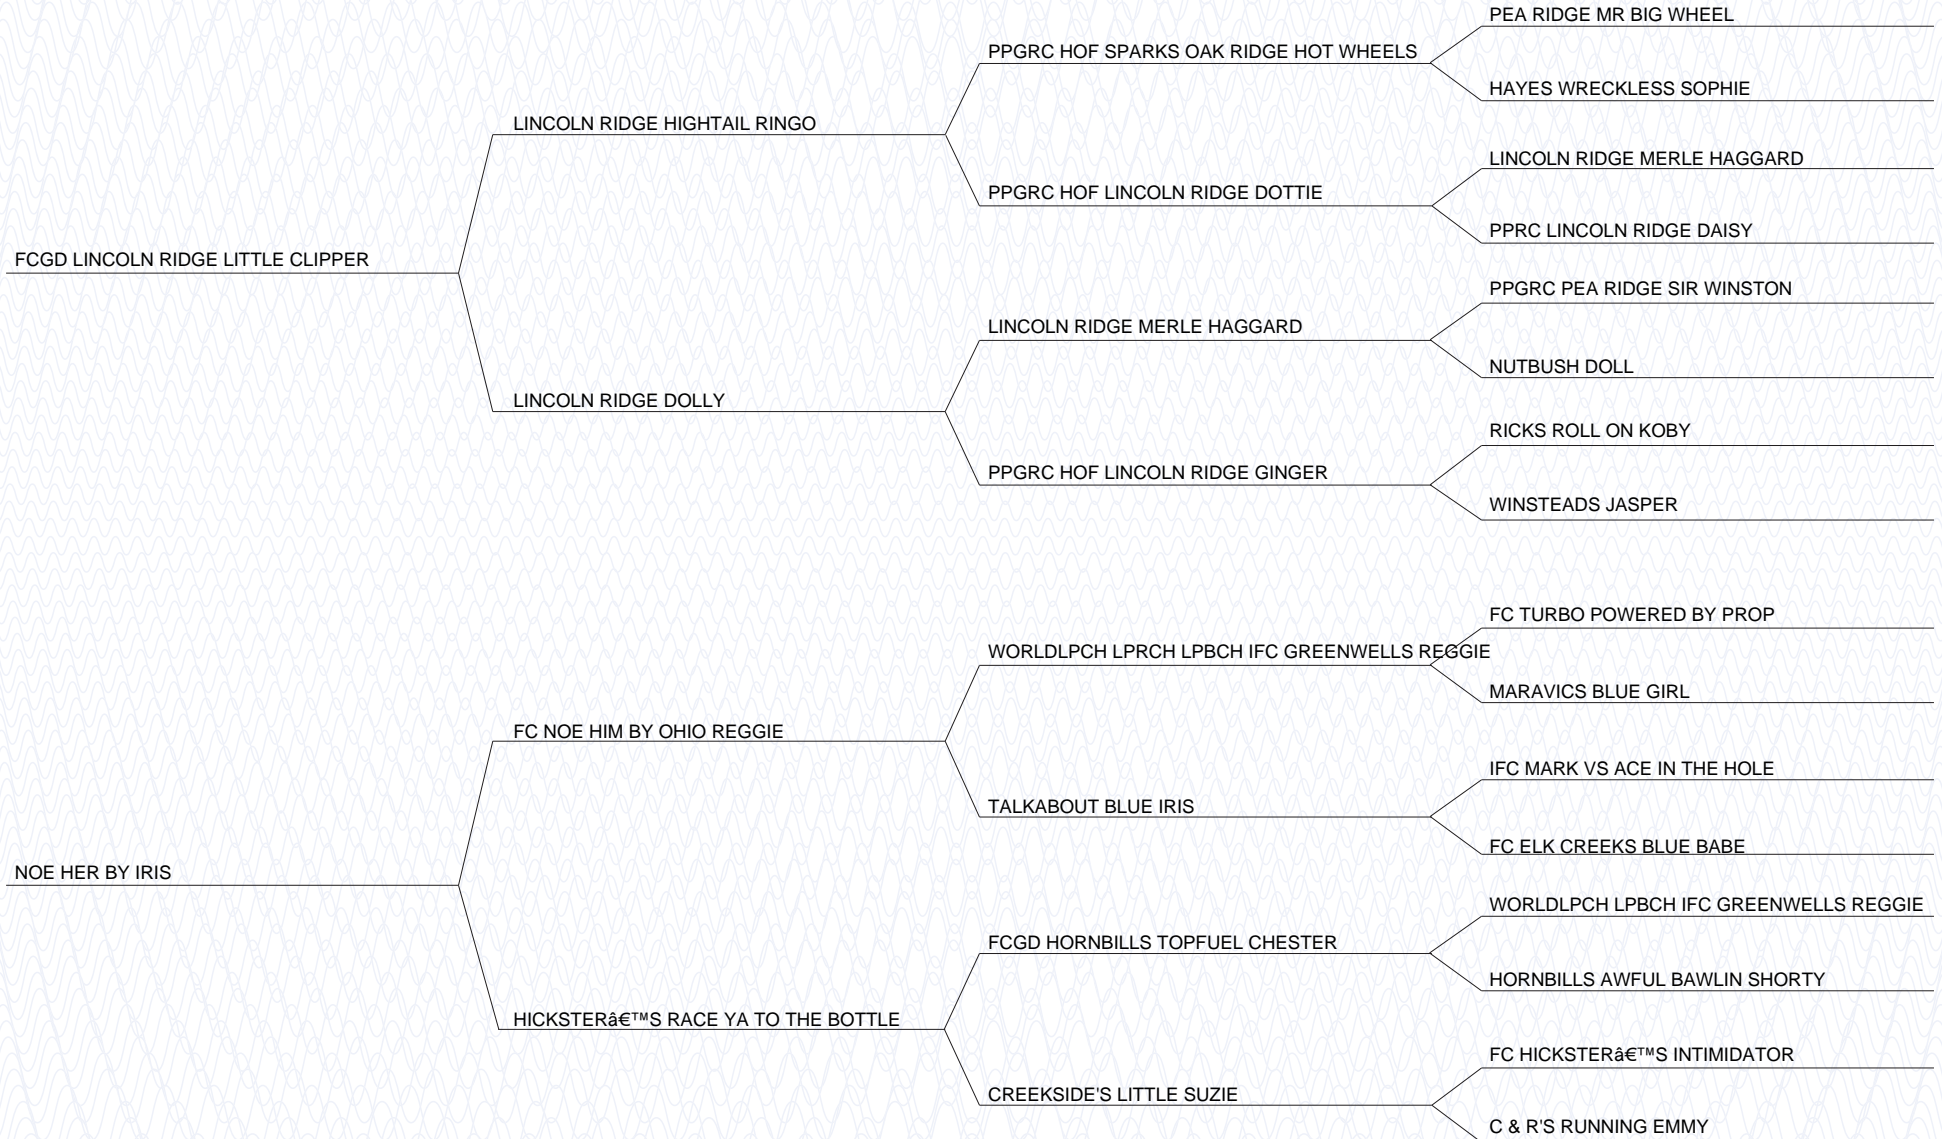 PEA RIDGE MR BIG WHEEL
PPGRC HOF SPARKS OAK RIDGE HOT WHEELS
HAYES WRECKLESS SOPHIE
LINCOLN RIDGE HIGHTAIL RINGO
LINCOLN RIDGE MERLE HAGGARD
PPGRC HOF LINCOLN RIDGE DOTTIE
PPRC LINCOLN RIDGE DAISY
FCGD LINCOLN RIDGE LITTLE CLIPPER
PPGRC PEA RIDGE SIR WINSTON
LINCOLN RIDGE MERLE HAGGARD
NUTBUSH DOLL
LINCOLN RIDGE DOLLY
RICKS ROLL ON KOBY
PPGRC HOF LINCOLN RIDGE GINGER
WINSTEADS JASPER
FC TURBO POWERED BY PROP
WORLDLPCH LPRCH LPBCH IFC GREENWELLS REGGIE
MARAVICS BLUE GIRL
FC NOE HIM BY OHIO REGGIE
IFC MARK VS ACE IN THE HOLE
TALKABOUT BLUE IRIS
FC ELK CREEKS BLUE BABE
NOE HER BY IRIS
WORLDLPCH LPBCH IFC GREENWELLS REGGIE
FCGD HORNBILLS TOPFUEL CHESTER
HORNBILLS AWFUL BAWLIN SHORTY
HICKSTER’S RACE YA TO THE BOTTLE
FC HICKSTER’S INTIMIDATOR
CREEKSIDE'S LITTLE SUZIE
C & R'S RUNNING EMMY